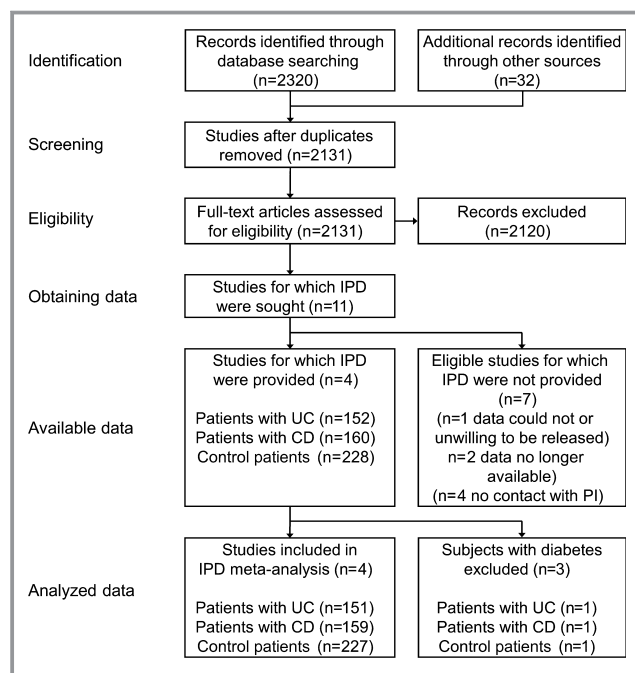 Identification
Records identified through
database searching
(n=2320)
Additional records identified
through other sources
(n=32)
Screening
Studies after duplicates
removed (n=2131)
Eligibility
Full-text articles assessed
for eligibility (n=2131)
Records excluded
(n=2120)
Obtaining data
Studies for which IPD
were sought (n=11)
Available data
Studies for which IPD
were provided (n=4)
Patients with UC (n=152)
Patients with CD (n=160)
Control patients (n=228)
Eligible studies for which
IPD were not provided
(n=7)
(n=1 data could not or
unwilling to be released)
n=2 data no longer
available)
(n=4 no contact with PI)
Analyzed data
Studies included in
IPD meta-analysis (n=4)
Patients with UC (n=151)
Patients with CD (n=159)
Control patients (n=227)
Subjects with diabetes
excluded (n=3)
Patients with UC (n=1)
Patients with CD (n=1)
Control patients (n=1)